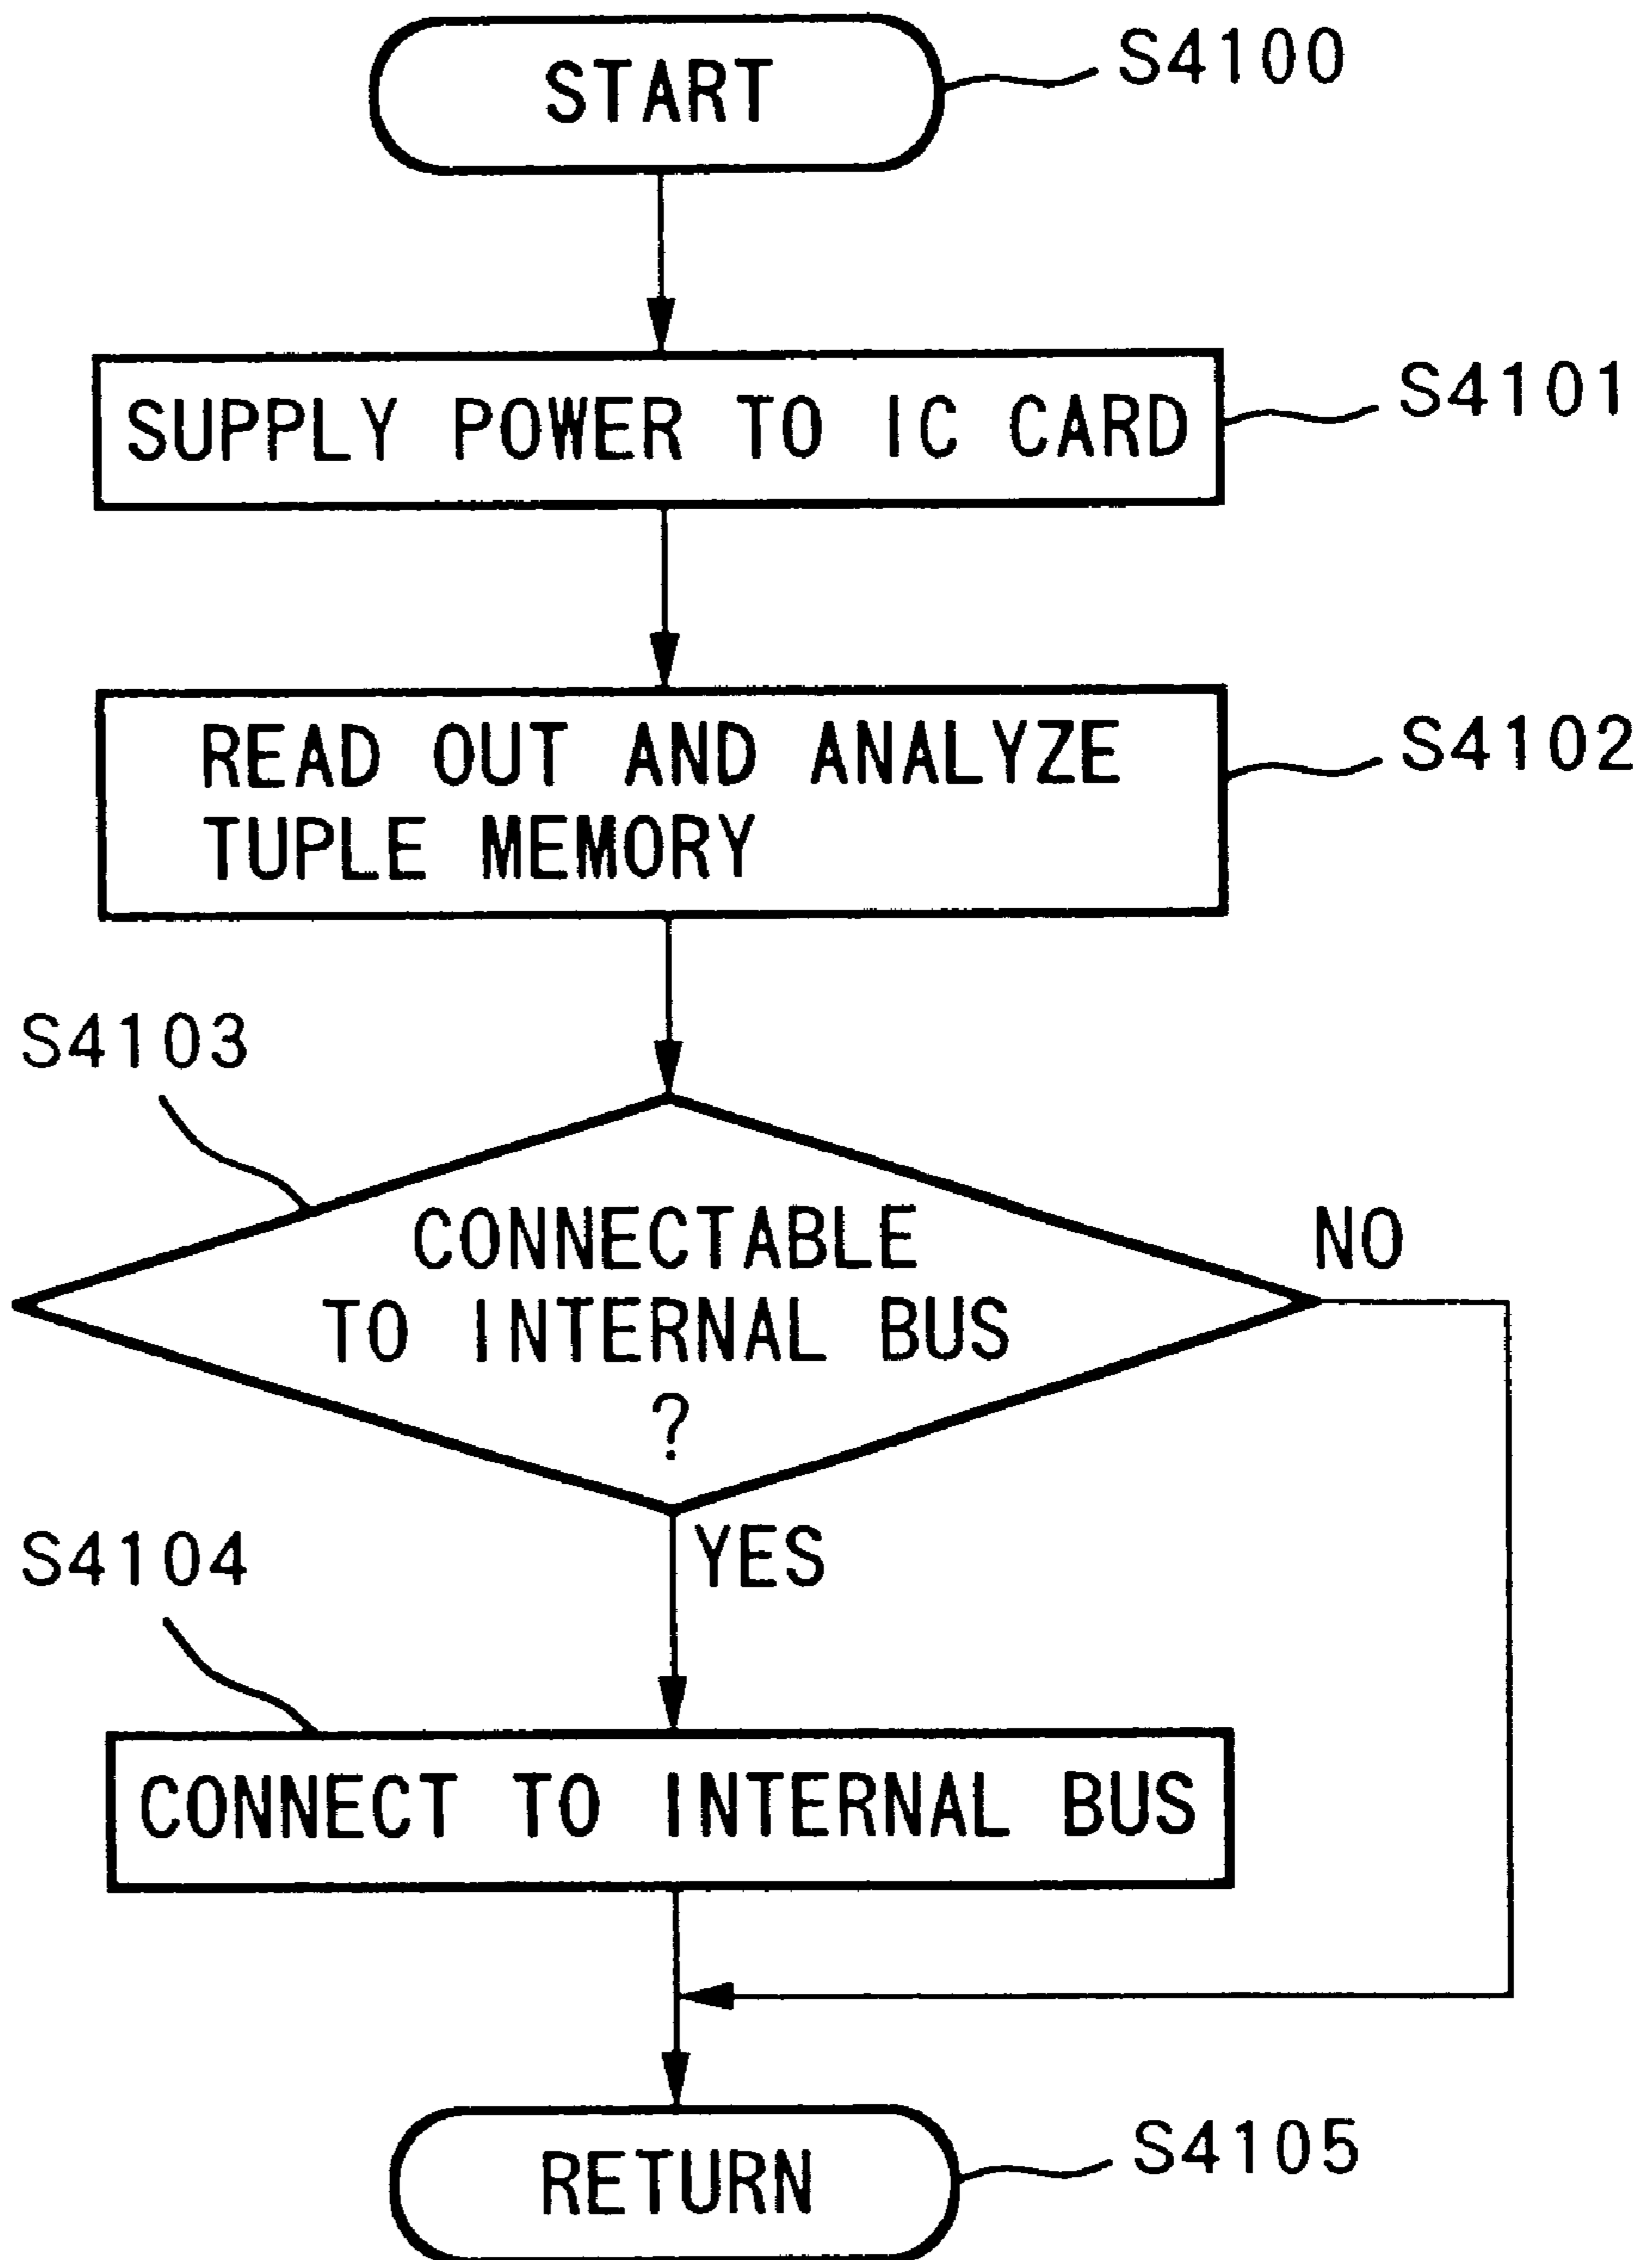 START
S4100
SUPPLY POWER TO IC CARD
S4101
READ OUT AND ANALYZE
TUPLE MEMORY
S4102
S4103
CONNECTABLE
TO INTERNAL BUS
?
NO
YES
S4104
CONNECT TO INTERNAL BUS
RETURN
S4105